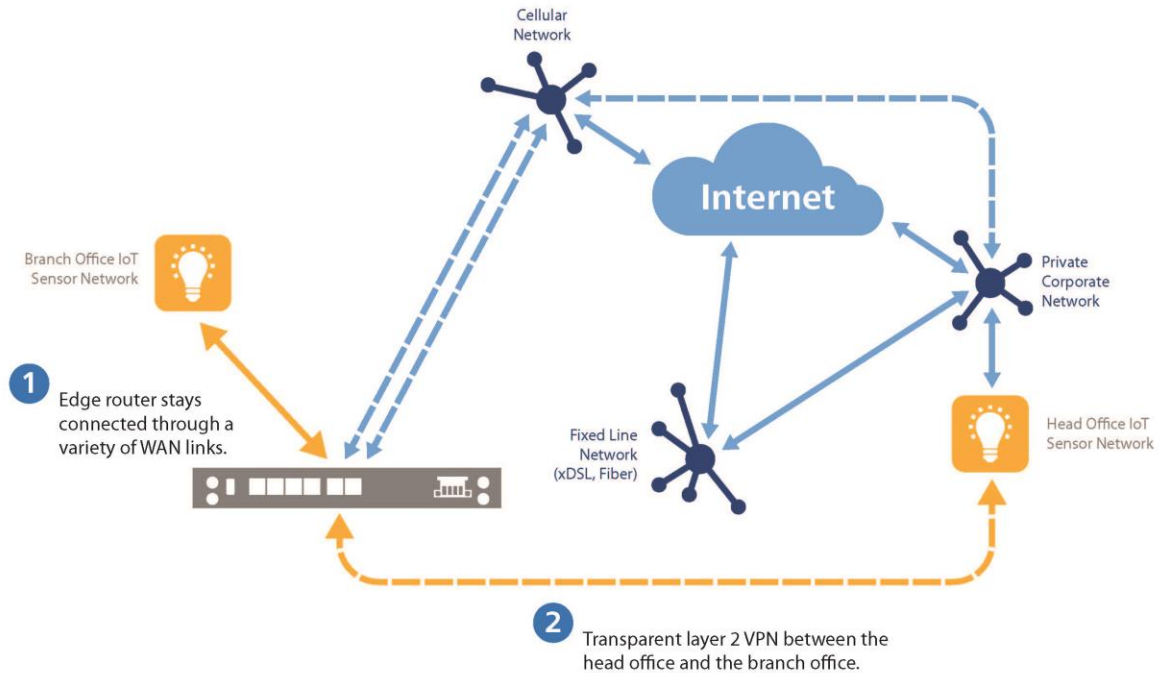 Cellular
Network
Internet
Branch Office IoT
Sensor Network
Private
Corporate
Network
1
Edge router stays
connected through a
variety of WAN links.
Fixed Line
Network
(xDSL, Fiber)
Head Office IoT
Sensor Network
2
Transparent layer 2 VPN between the
head office and the branch office.